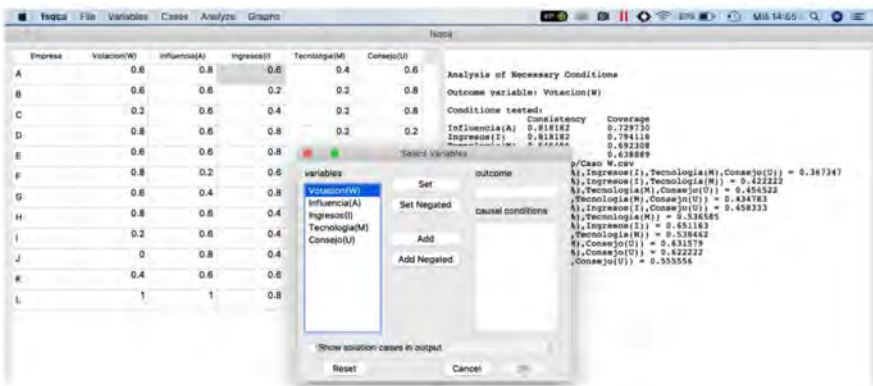 fsqca File Variables Cases Analyze Graphs
fsqca
Empresa Votacion(W) Influencia(A) Ingresos(I) Tecnologia(M) Consejo(U)
A 0.6 0.8 0.6 0.4 0.6
B 0.6 0.6 0.2 0.2 0.8
C 0.2 0.6 0.4 0.2 0.8
D 0.8 0.6 0.8 0.2 0.2
E 0.6 0.6 0.8
F 0.8 0.2 0.6
G 0.6 0.4 0.8
H 0.8 0.6 0.4
I 0.2 0.6 0.4
J 0 0.8 0.4
K 0.4 0.6 0.6
L 1 1 0.8
Analysis of Necessary Conditions
Outcome variable: Votacion(W)
Conditions tested:
Consistency Coverage
Influencia(A) 0.818182 0.729730
Ingresos(I) 0.818182 0.794118
0.692308
0.638889
o/Caso W.csv
),Ingresos(I),Tecnologia(M),Consejo(U)) = 0.367347
),Ingresos(I),Tecnologia(M)) = 0.422222
),Tecnologia(M),Consejo(U)) = 0.456522
Tecnologia(M),Consejo(U)) = 0.434783
),Ingresos(I),Consejo(U)) = 0.458333
),Tecnologia(M)) = 0.536585
),Ingresos(I)) = 0.651163
,Tecnologia(M)) = 0.538462
),Consejo(U)) = 0.631579
),Consejo(U)) = 0.622222
,Consejo(U)) = 0.555556
Select Variables
variables
Votacion(W)
Influencia(A)
Ingresos(I)
Tecnologia(M)
Consejo(U)
Set
Set Negated
Add
Add Negated
outcome
causal conditions
Show solution cases in output
Reset Cancel